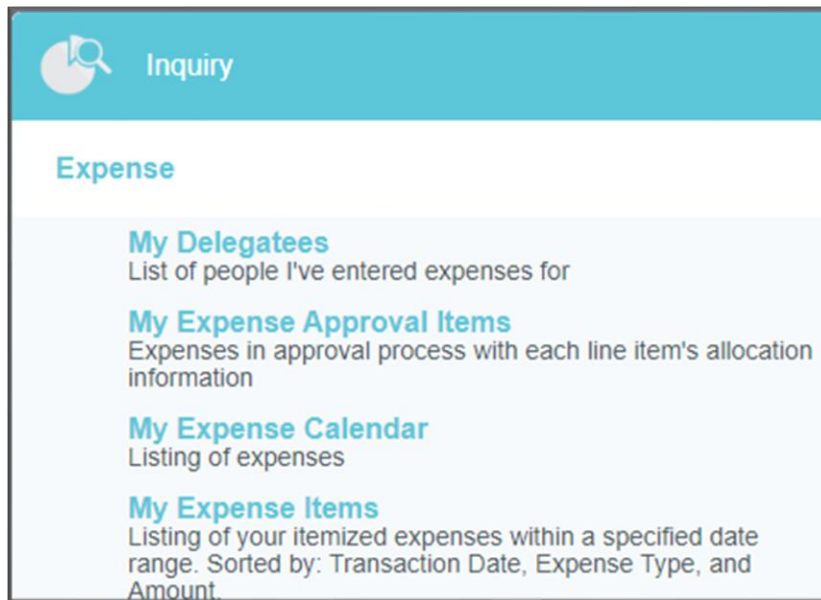 Inquiry
Expense
My Delegatees
List of people I've entered expenses for
My Expense Approval Items
Expenses in approval process with each line item's allocation
information
My Expense Calendar
Listing of expenses
My Expense Items
Listing of your itemized expenses within a specified date
range. Sorted by: Transaction Date, Expense Type, and
Amount.